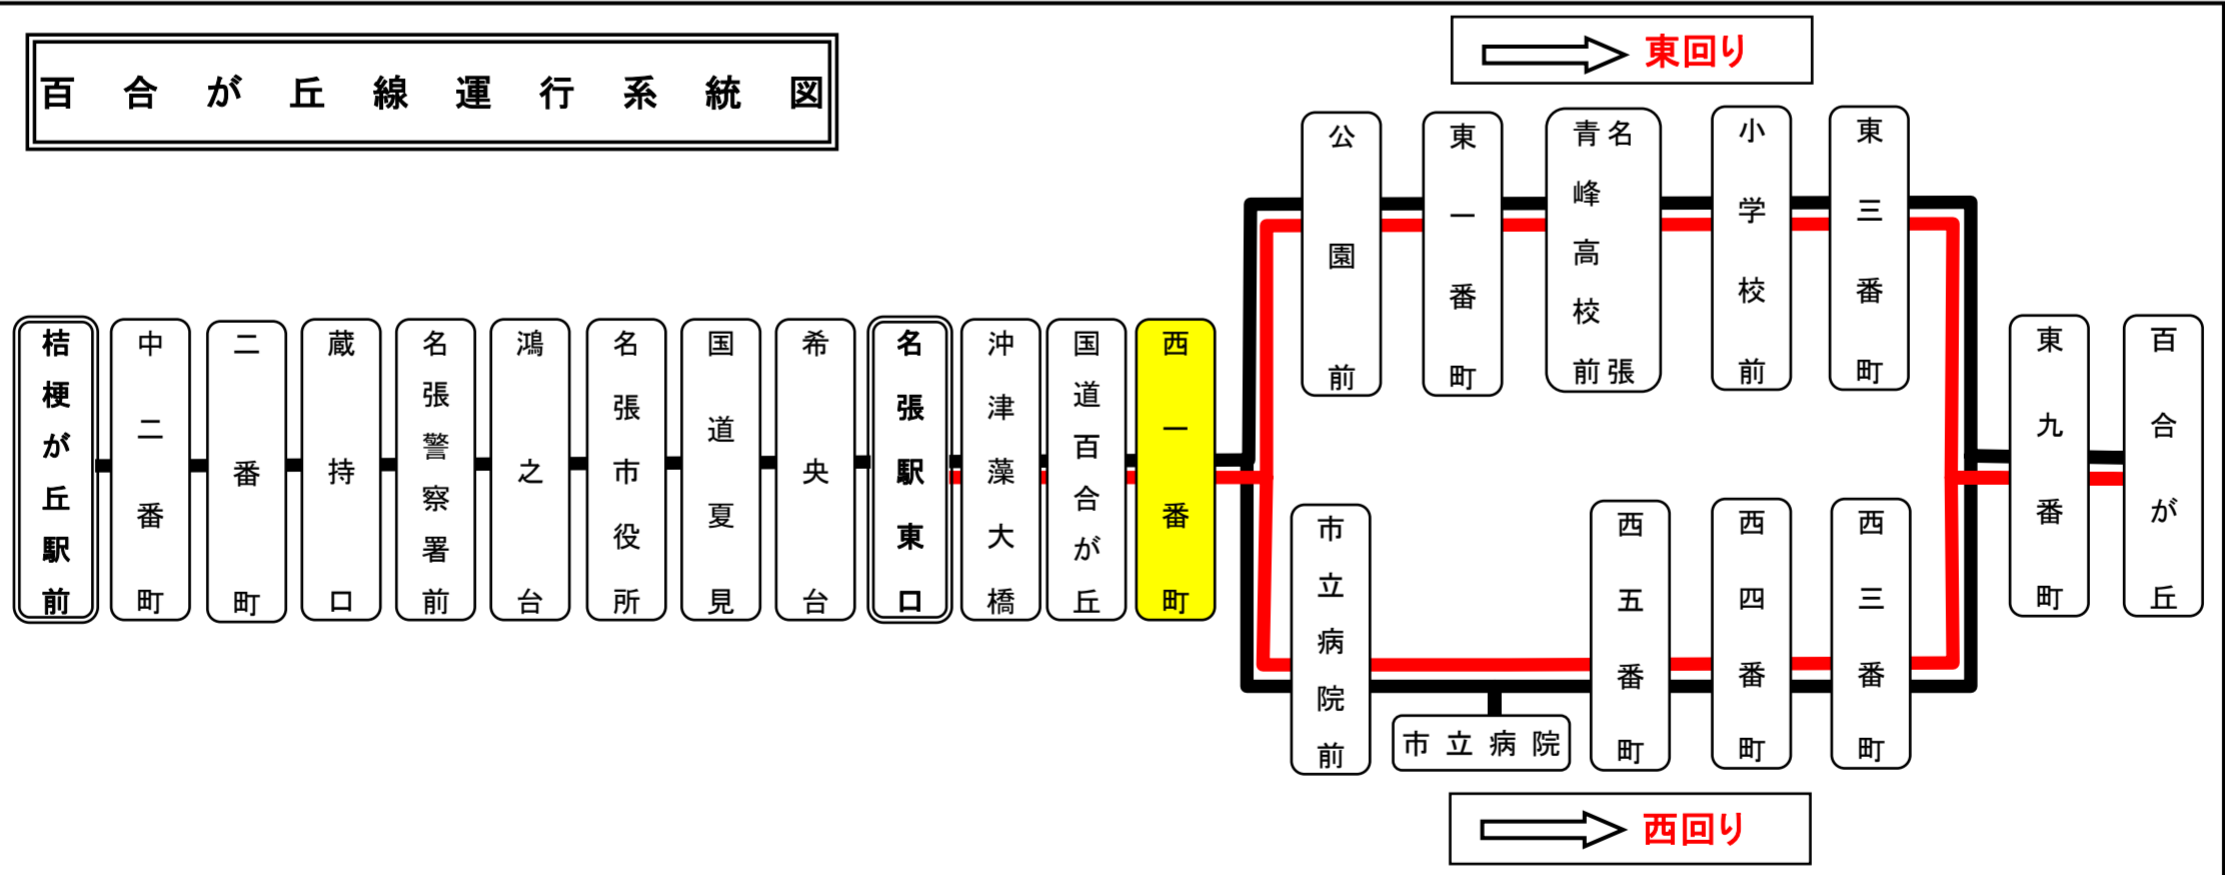 百合が丘線運行系統図
東回り
公園前
東一番町
名張
青峰高校前
小学校前
東三番町
桔梗が丘駅前
中二番町
二番町
蔵持口
名張警察署前
鴻之台
名張市役所
国道夏見
希央台
名張駅東口
沖津藻大橋
国道百合が丘
西一番町
市立病院前
市立病院
西五番町
西四番町
西三番町
東九番町
百合が丘
西回り